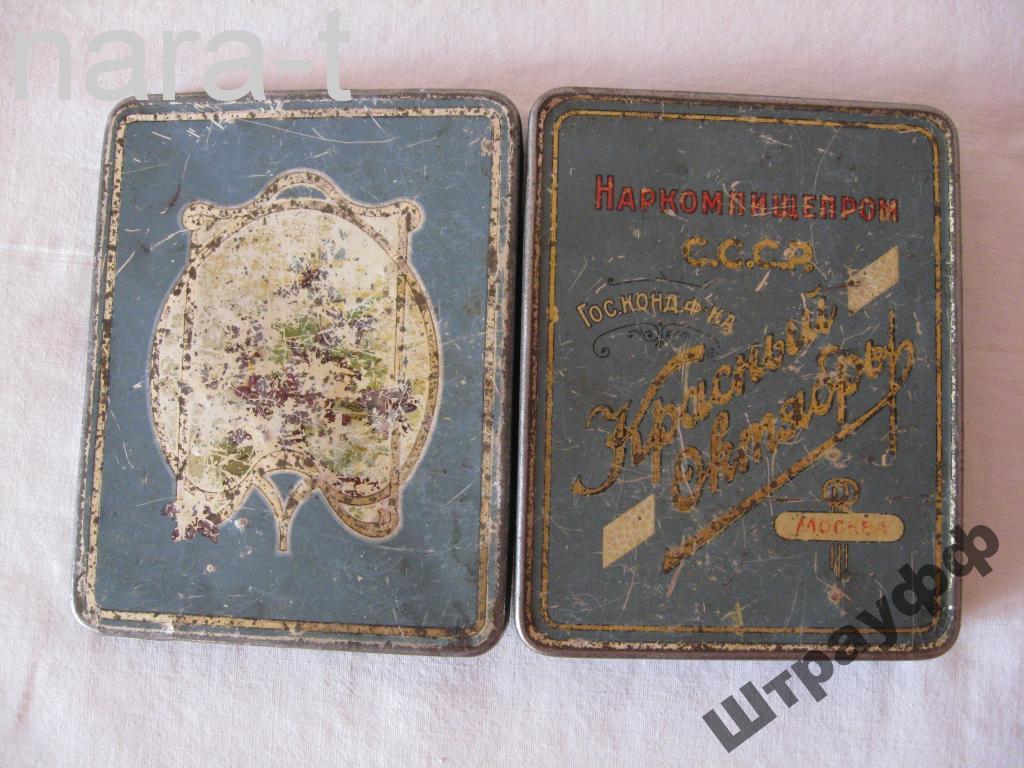 nara-t
НАРКОМПИЩЕПРОМ
С.С.С.Р.
ГОС.КОНД.Ф-КА
Красный
Октябрь
МОСКВА
Штрауфф